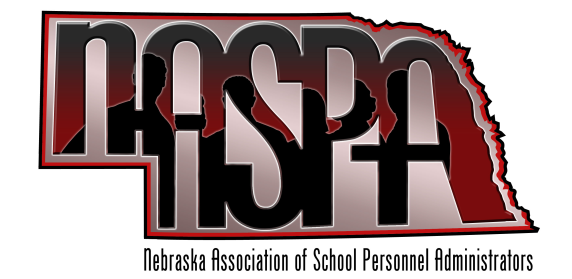 NASPA
Nebraska Association of School Personnel Administrators